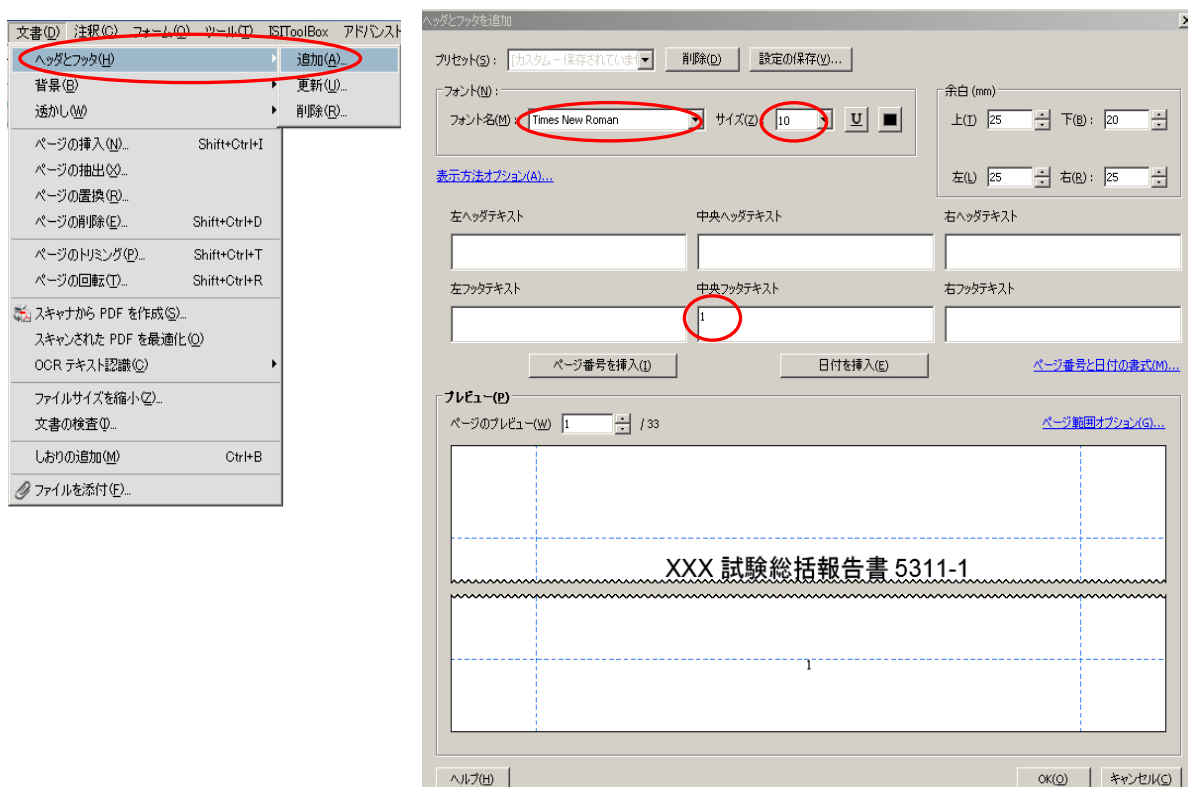 文書(D) 注釈(C) フォーム(O) ツール(T) ISIToolBox アドバンスト
ヘッダとフッタ(H)
追加(A)...
背景(B)
更新(U)...
透かし(W)
削除(R)...
ページの挿入(N)... Shift+Ctrl+I
ページの抽出(X)...
ページの置換(R)...
ページの削除(E)... Shift+Ctrl+D
ページのトリミング(P)... Shift+Ctrl+T
ページの回転(T)... Shift+Ctrl+R
スキャナから PDF を作成(S)...
スキャンされた PDF を最適化(O)
OCR テキスト認識(C)
ファイルサイズを縮小(Z)...
文書の検査(I)...
しおりの追加(M) Ctrl+B
ファイルを添付(F)...
ヘッダとフッタを追加
プリセット(S): [カスタム－保存されていま 削除(D) 設定の保存(V)...
フォント(N):
フォント名(M): Times New Roman サイズ(Z): 10 U
余白 (mm)
上(T) 25 下(B): 20
左(L) 25 右(R): 25
表示方法オプション(A)...
左ヘッダテキスト 中央ヘッダテキスト 右ヘッダテキスト
左フッタテキスト 中央フッタテキスト 右フッタテキスト
1
ページ番号を挿入(I) 日付を挿入(E) ページ番号と日付の書式(M)...
プレビュー(P)
ページのプレビュー(W) 1 / 33 ページ範囲オプション(G)...
XXX 試験総括報告書 5311-1
1
ヘルプ(H) OK(O) キャンセル(C)